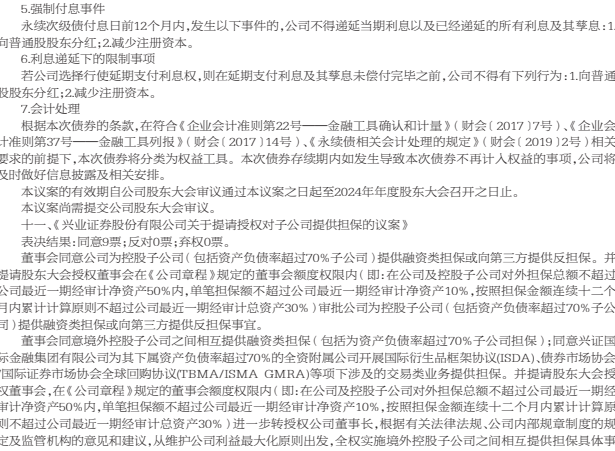 5.强制付息事件
永续次级债付息日前12个月内,发生以下事件的,公司不得递延当期利息以及已经递延的所有利息及其孳息:1.
向普通股股东分红;2.减少注册资本。
6.利息递延下的限制事项
若公司选择行使延期支付利息权,则在延期支付利息及其孳息未偿付完毕之前,公司不得有下列行为:1.向普通
股股东分红;2.减少注册资本。
7.会计处理
根据本次债券的条款,在符合《企业会计准则第22号——金融工具确认和计量》(财会〔2017〕7号)、《企业会
计准则第37号——金融工具列报》(财会〔2017〕14号)、《永续债相关会计处理的规定》(财会〔2019〕2号)相关
要求的前提下,本次债券将分类为权益工具。本次债券存续期内如发生导致本次债券不再计入权益的事项,公司将
及时做好信息披露及相关安排。
本议案的有效期自公司股东大会审议通过本议案之日起至2024年年度股东大会召开之日止。
本议案尚需提交公司股东大会审议。
十一、《兴业证券股份有限公司关于提请授权对子公司提供担保的议案》
表决结果:同意9票;反对0票;弃权0票。
董事会同意公司为控股子公司(包括资产负债率超过70%子公司)提供融资类担保或向第三方提供反担保。并
提请股东大会授权董事会在《公司章程》规定的董事会额度权限内(即:在公司及控股子公司对外担保总额不超过
公司最近一期经审计净资产50%内,单笔担保额不超过公司最近一期经审计净资产10%,按照担保金额连续十二个
月内累计计算原则不超过公司最近一期经审计总资产30%)审批公司为控股子公司(包括资产负债率超过70%子公
司)提供融资类担保或向第三方提供反担保事宜。
董事会同意境外控股子公司之间相互提供融资类担保(包括为资产负债率超过70%子公司担保);同意兴证国
际金融集团有限公司为其下属资产负债率超过70%的全资附属公司开展国际衍生品框架协议(ISDA)、债券市场协会
/国际证券市场协会全球回购协议(TBMA/ISMA GMRA)等项下涉及的交易类业务提供担保。并提请股东大会授
权董事会,在《公司章程》规定的董事会额度权限内(即:在公司及控股子公司对外担保总额不超过公司最近一期经
审计净资产50%内,单笔担保额不超过公司最近一期经审计净资产10%,按照担保金额连续十二个月内累计计算原
则不超过公司最近一期经审计总资产30%)进一步转授权公司董事长,根据有关法律法规、公司内部规章制度的规
定及监管机构的意见和建议,从维护公司利益最大化原则出发,全权实施境外控股子公司之间相互提供担保具体事